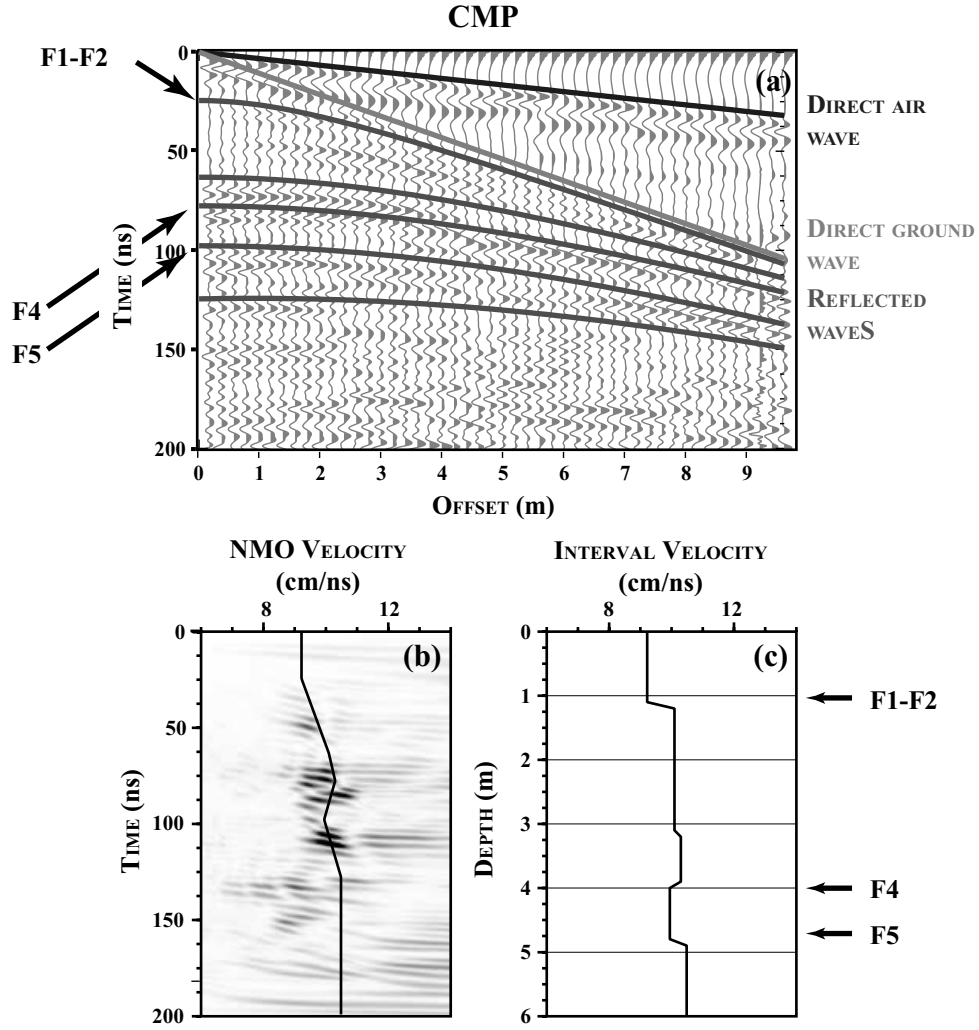 CMP
F1-F2
(a)
0
50
100
150
200
TIME (ns)
F4
F5
DIRECT AIR
WAVE
DIRECT GROUND
WAVE
REFLECTED
WAVES
0 1 2 3 4 5 6 7 8 9
OFFSET (m)
NMO VELOCITY
(cm/ns)
8 12
(b)
0
50
100
150
200
TIME (ns)
INTERVAL VELOCITY
(cm/ns)
8 12
(c)
0
1
2
3
4
5
6
DEPTH (m)
F1-F2
F4
F5